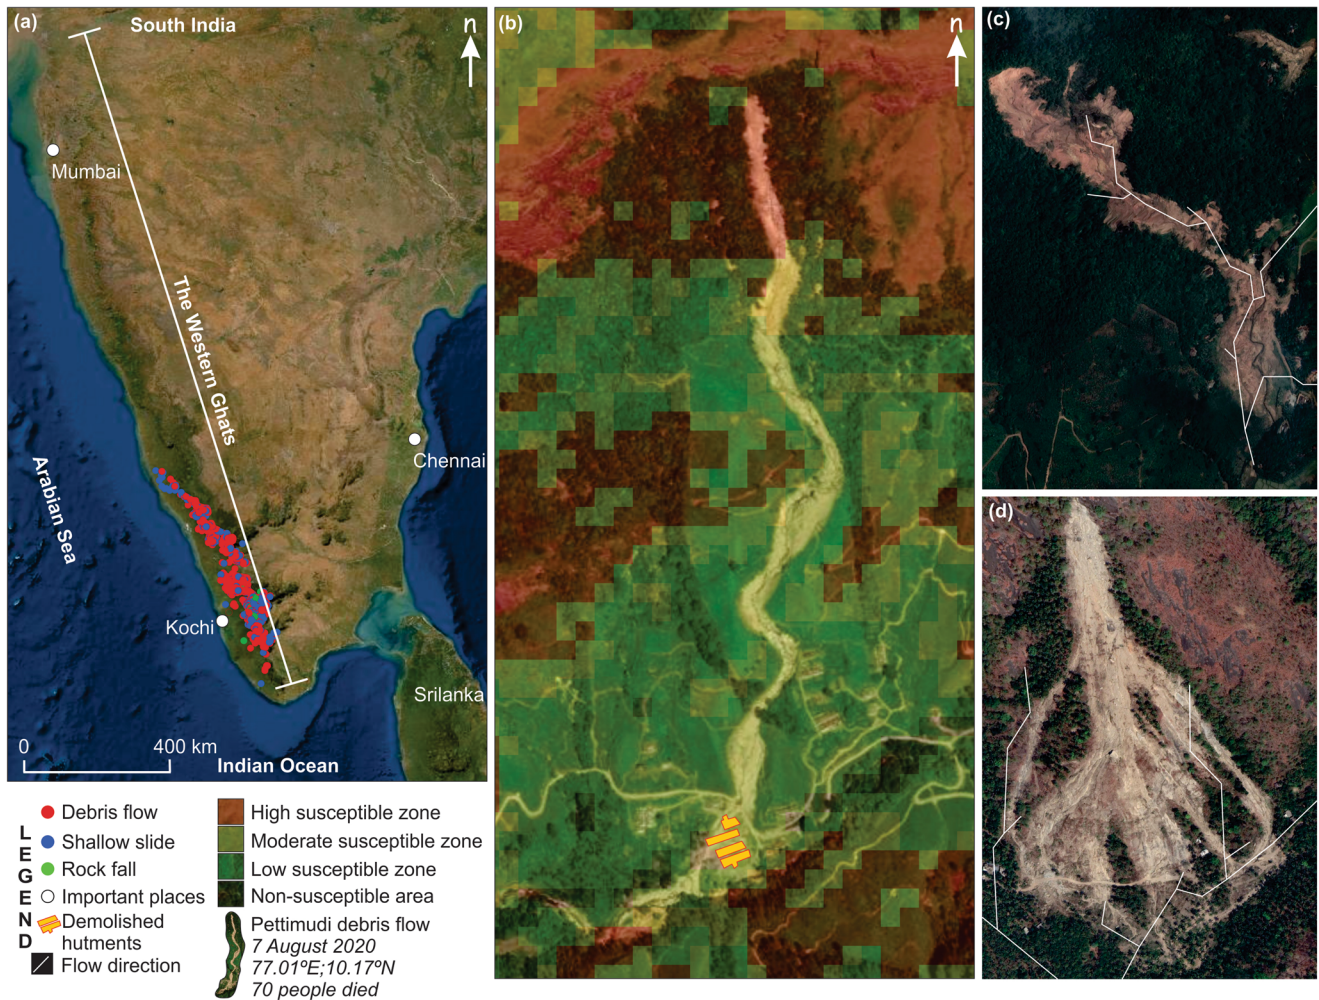 (a)
South India
n
Mumbai
The Western Ghats
Chennai
Arabian Sea
Kochi
Srilanka
0
400 km
Indian Ocean
(b)
n
(c)
(d)
LEGEND
Debris flow
Shallow slide
Rock fall
Important places
Demolished
hutments
Flow direction
High susceptible zone
Moderate susceptible zone
Low susceptible zone
Non-susceptible area
Pettimudi debris flow
7 August 2020
77.01ºE;10.17ºN
70 people died